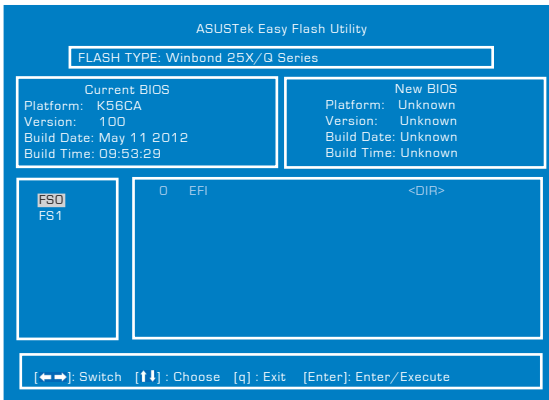 ASUSTek Easy Flash Utility
FLASH TYPE: Winbond 25X/Q Series
Current BIOS
Platform: K56CA
Version: 100
Build Date: May 11 2012
Build Time: 09:53:29
New BIOS
Platform: Unknown
Version: Unknown
Build Date: Unknown
Build Time: Unknown
FS0
FS1
0 EFI <DIR>
[←→]: Switch [↑↓] : Choose [q] : Exit [Enter]: Enter/Execute